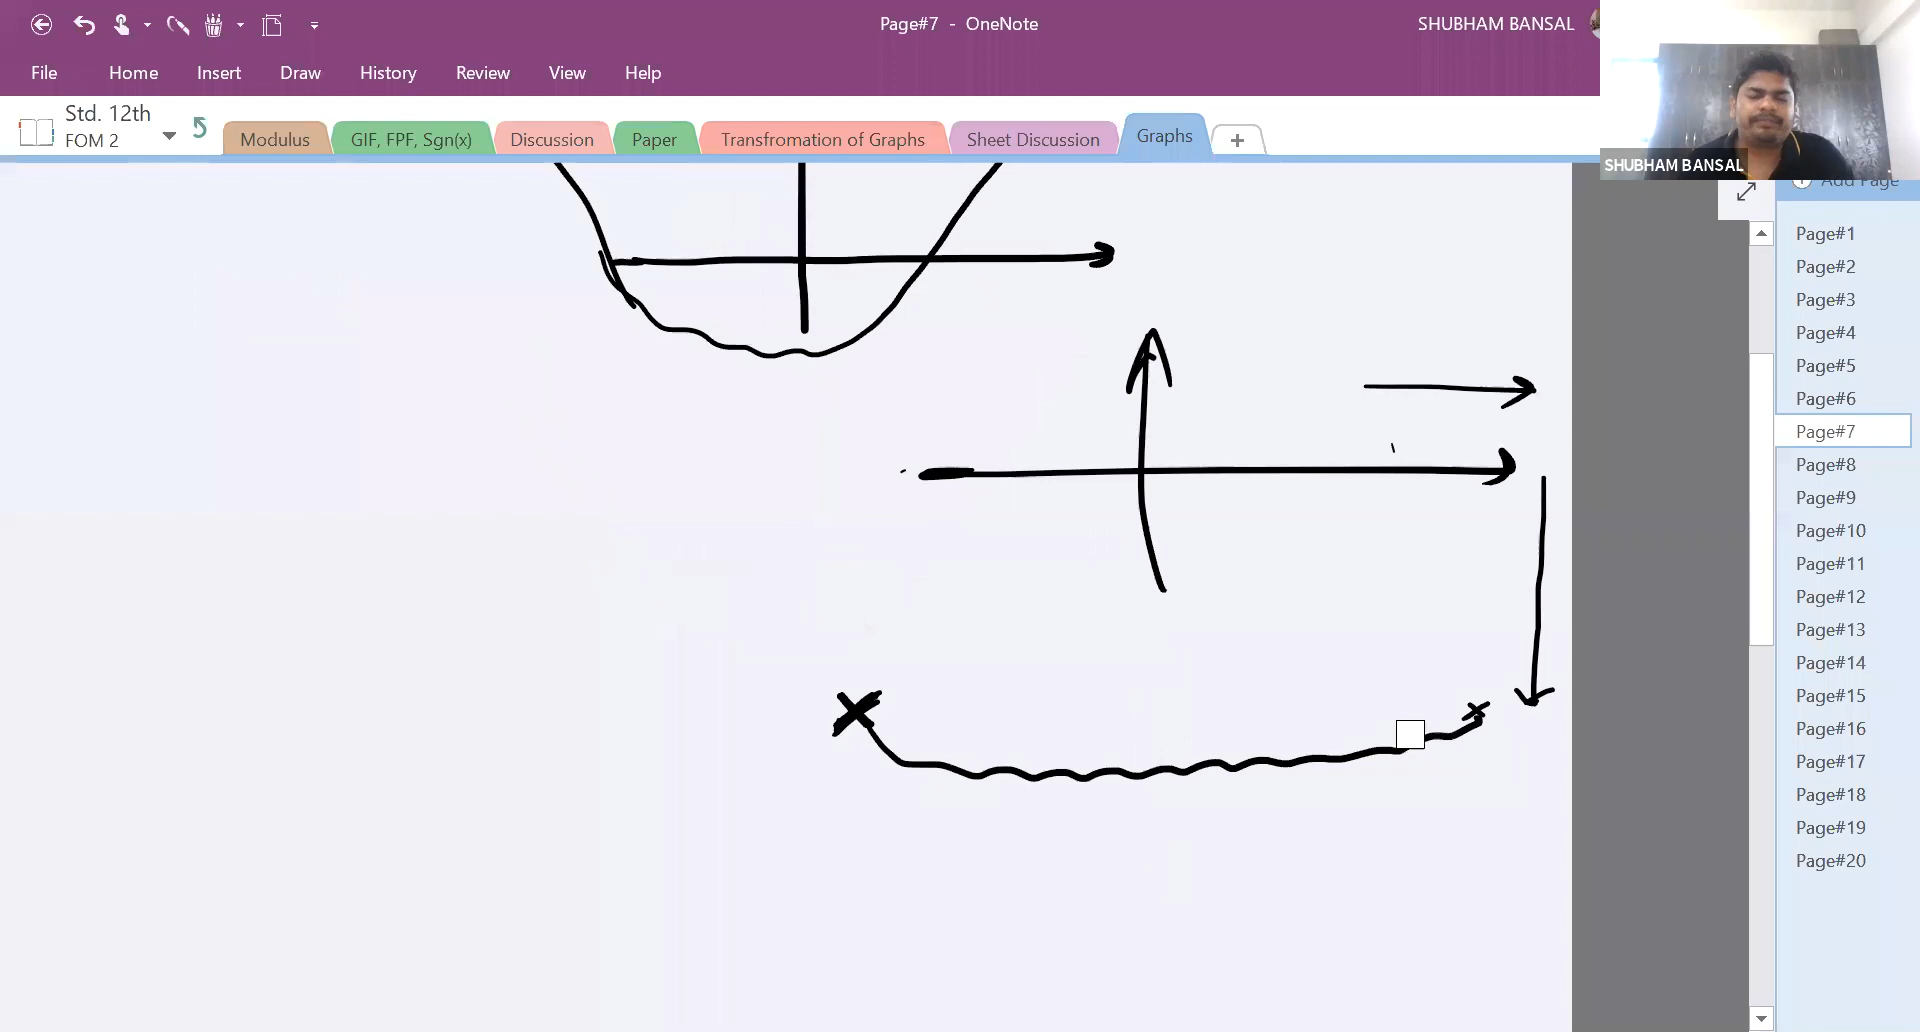 Page#7 - OneNote
SHUBHAM BANSAL
File Home Insert Draw History Review View Help
Std. 12th
FOM 2
Modulus GIF, FPF, Sgn(x) Discussion Paper Transfromation of Graphs Sheet Discussion Graphs +
SHUBHAM BANSAL
Add Page
Page#1
Page#2
Page#3
Page#4
Page#5
Page#6
Page#7
Page#8
Page#9
Page#10
Page#11
Page#12
Page#13
Page#14
Page#15
Page#16
Page#17
Page#18
Page#19
Page#20